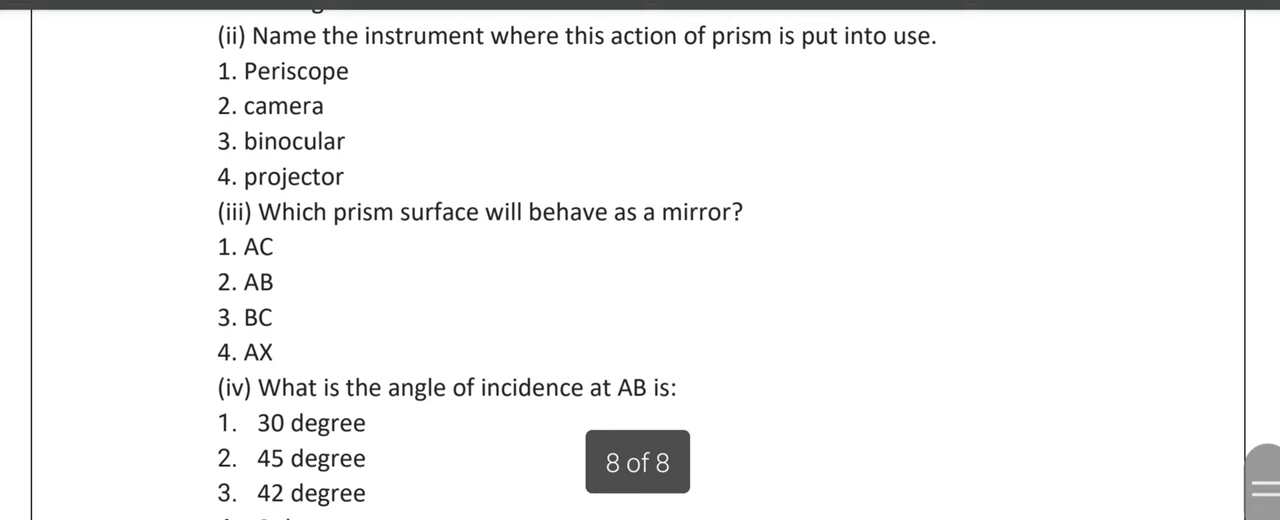 (ii) Name the instrument where this action of prism is put into use.
1. Periscope
2. camera
3. binocular
4. projector
(iii) Which prism surface will behave as a mirror?
1. AC
2. AB
3. BC
4. AX
(iv) What is the angle of incidence at AB is:
1. 30 degree
2. 45 degree
8 of 8
3. 42 degree